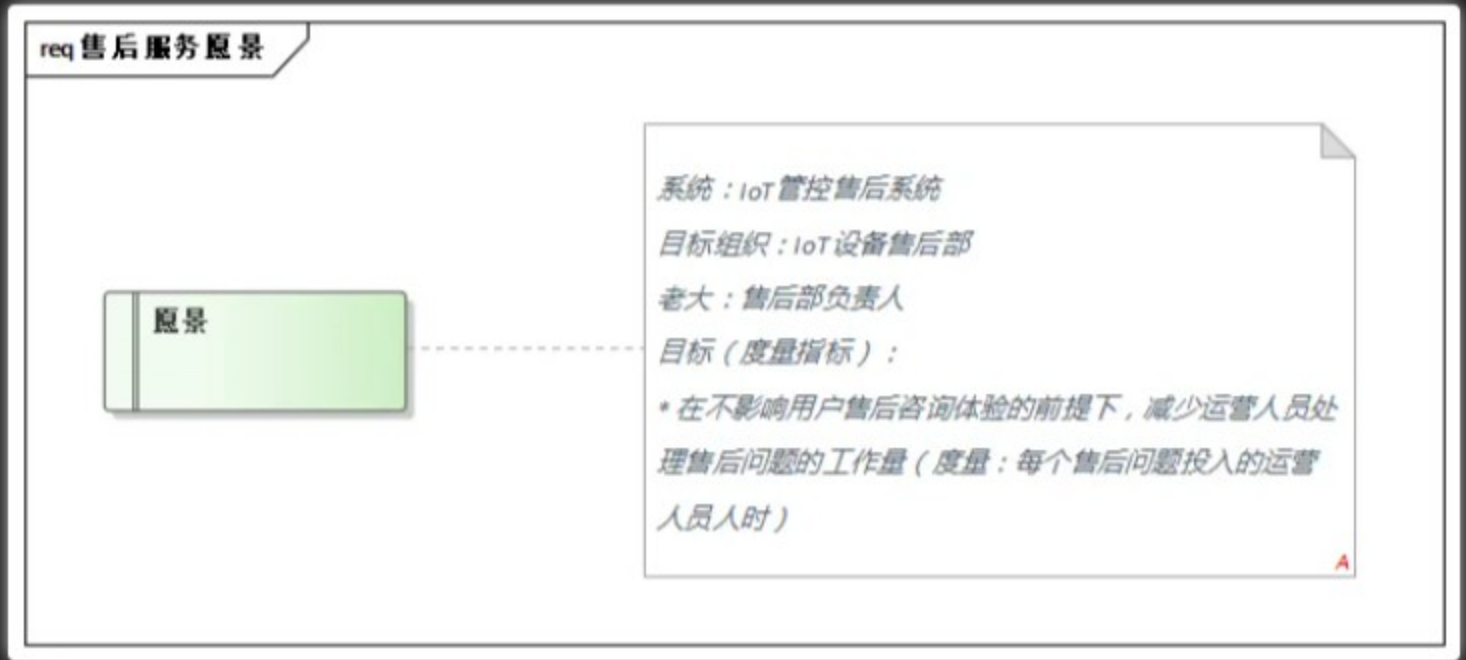 req 售后服务愿景
愿景
系统：IoT管控售后系统
目标组织：IoT设备售后部
老大：售后部负责人
目标（度量指标）：
* 在不影响用户售后咨询体验的前提下，减少运营人员处
理售后问题的工作量（度量：每个售后问题投入的运营
人员人时）
A